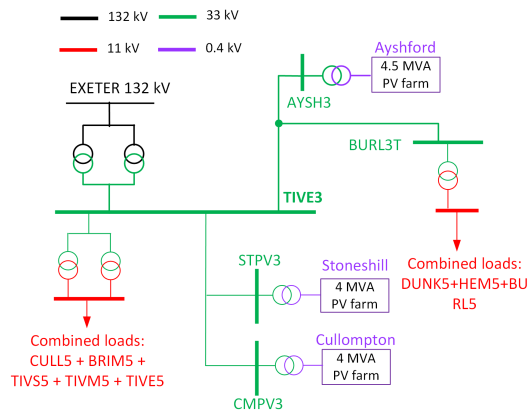 132 kV
33 kV
11 kV
0.4 kV
Ayshford
4.5 MVA
PV farm
EXETER 132 kV
AYSH3
BURL3T
TIVE3
STPV3
Stoneshill
4 MVA
PV farm
Combined loads:
DUNK5+HEM5+BU
RL5
Combined loads:
CULL5 + BRIM5 +
TIVS5 + TIVM5 + TIVE5
Cullompton
4 MVA
PV farm
CMPV3